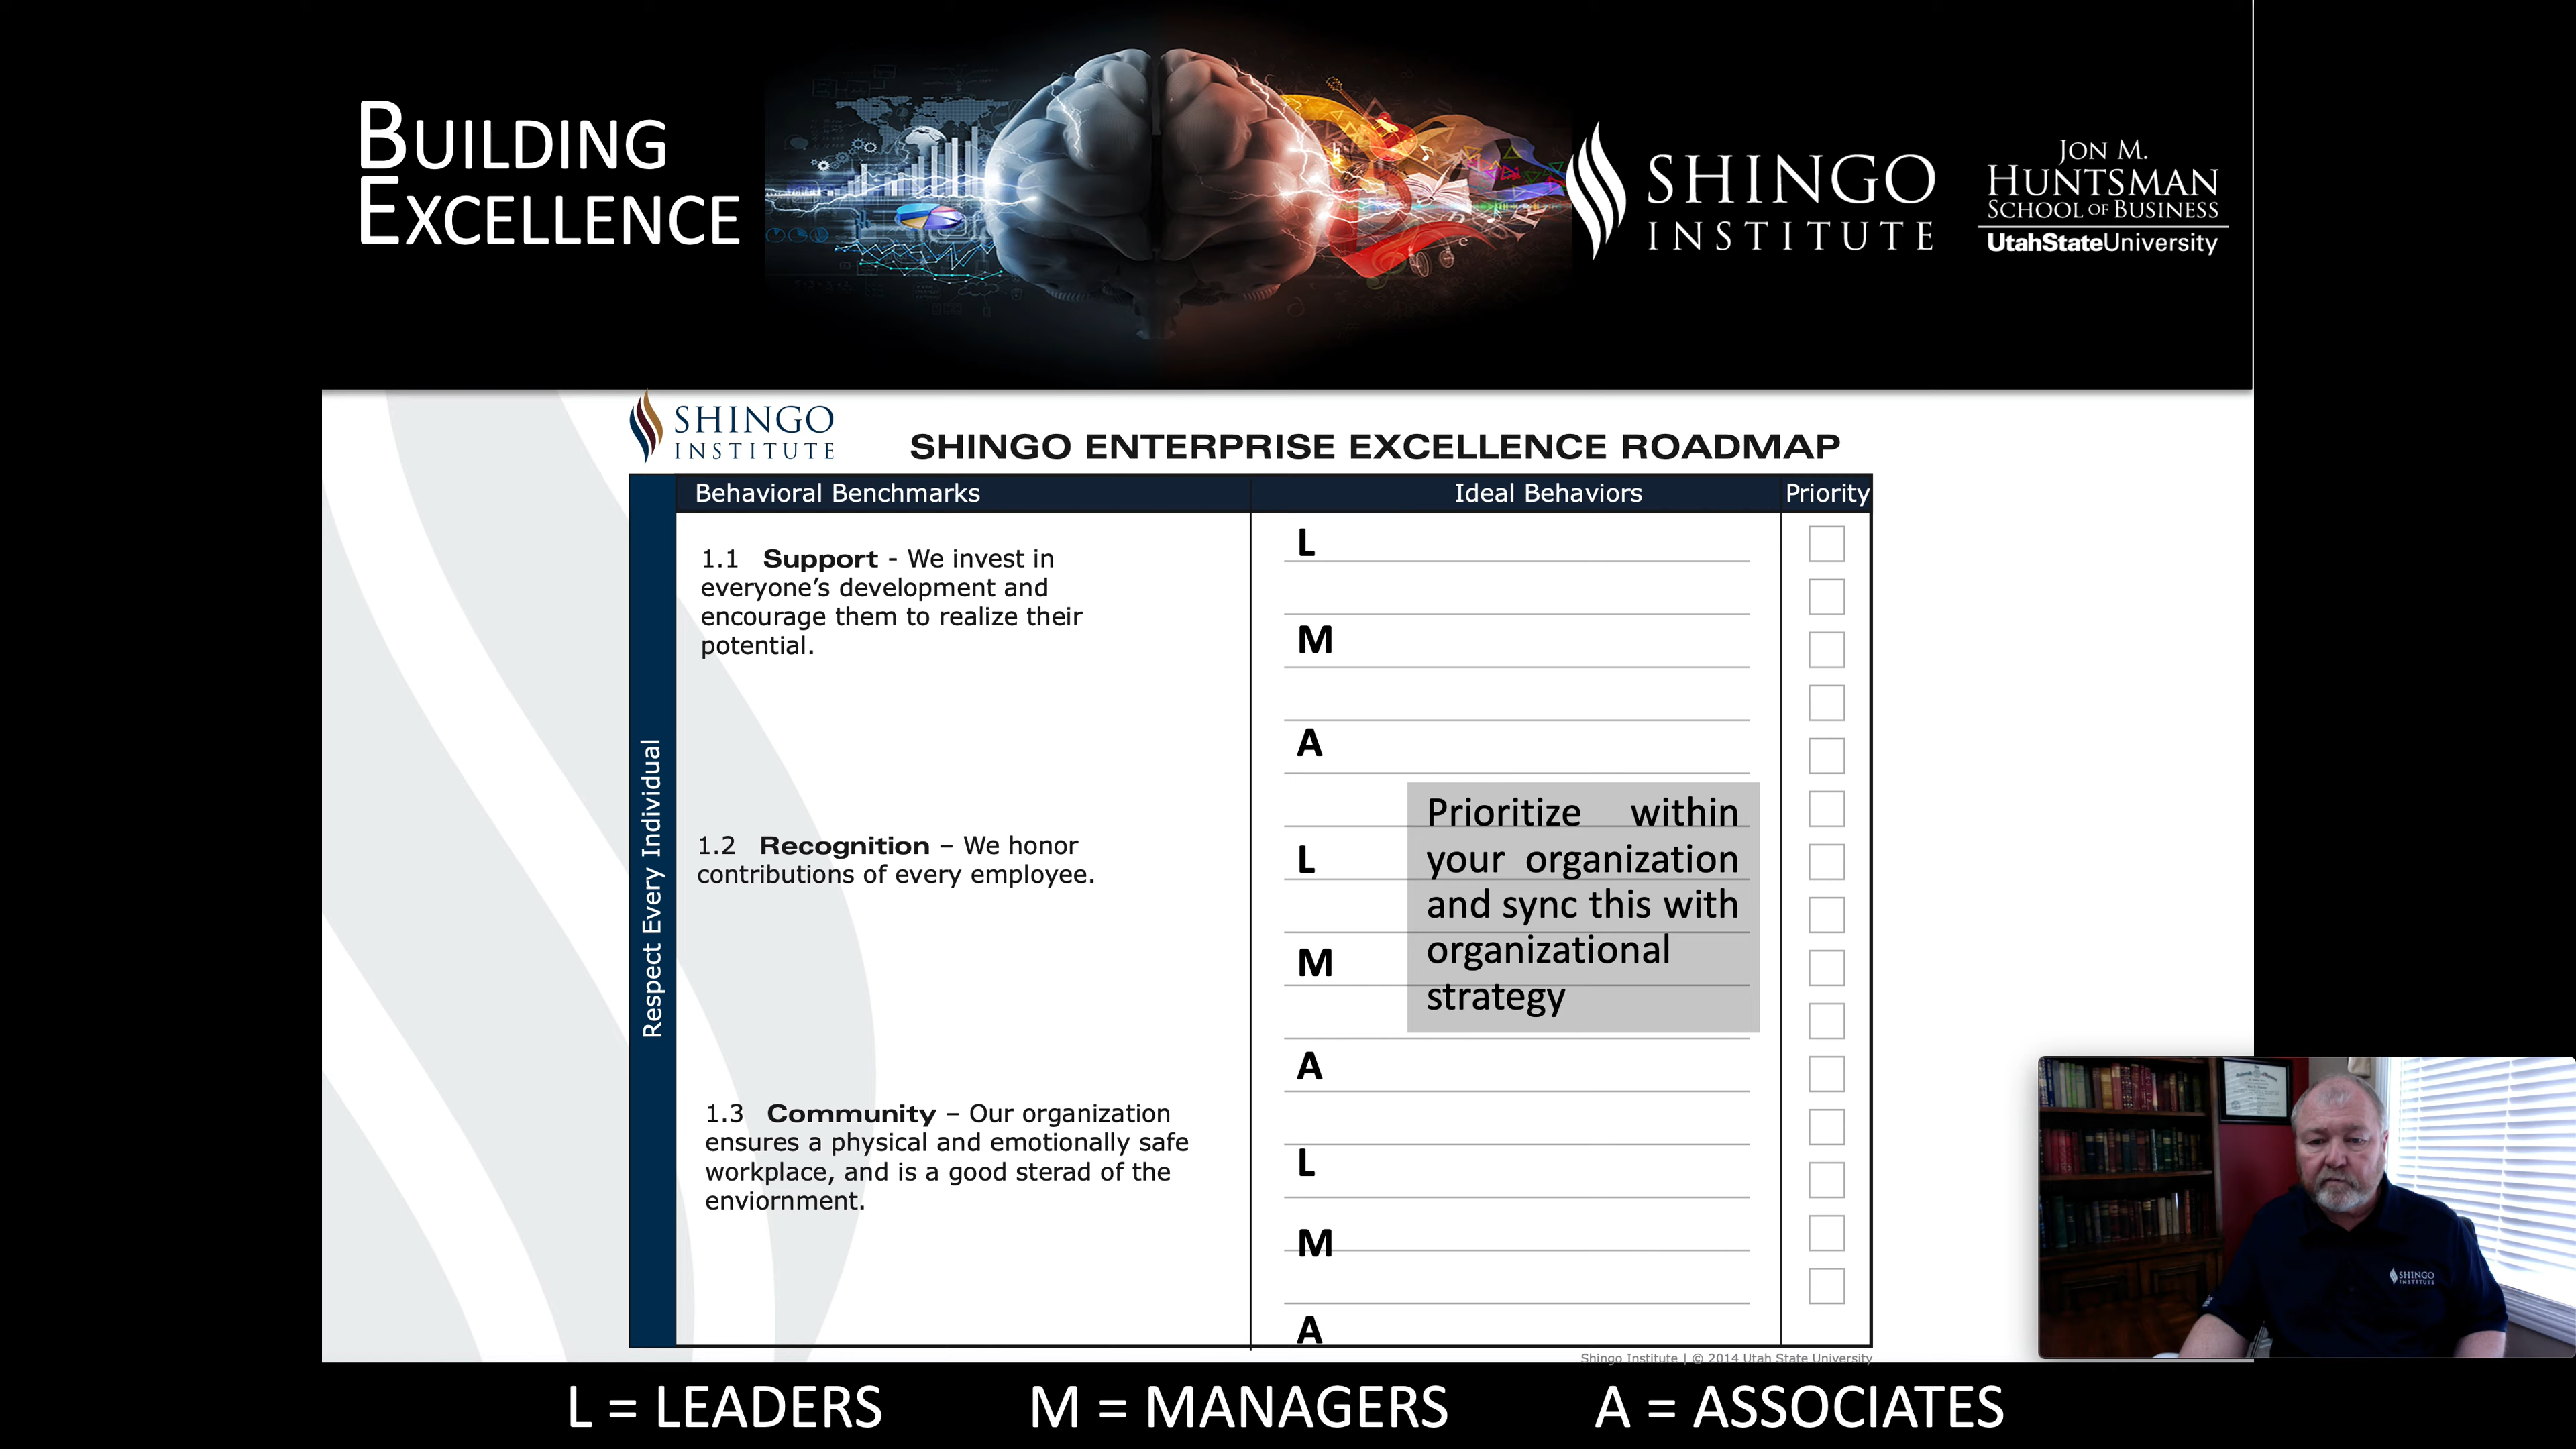 BUILDING
EXCELLENCE
SHINGO
INSTITUTE
JON M.
HUNTSMAN
SCHOOL OF BUSINESS
UtahStateUniversity
SHINGO
INSTITUTE
SHINGO ENTERPRISE EXCELLENCE ROADMAP
Behavioral Benchmarks
Ideal Behaviors
Priority
Respect Every Individual
1.1 Support - We invest in
everyone’s development and
encourage them to realize their
potential.
L
M
A
1.2 Recognition – We honor
contributions of every employee.
L
M
A
Prioritize within
your organization
and sync this with
organizational
strategy
1.3 Community – Our organization
ensures a physical and emotionally safe
workplace, and is a good sterad of the
enviornment.
L
M
A
Shingo Institute | © 2014 Utah State University
SHINGO
INSTITUTE
L = LEADERS
M = MANAGERS
A = ASSOCIATES